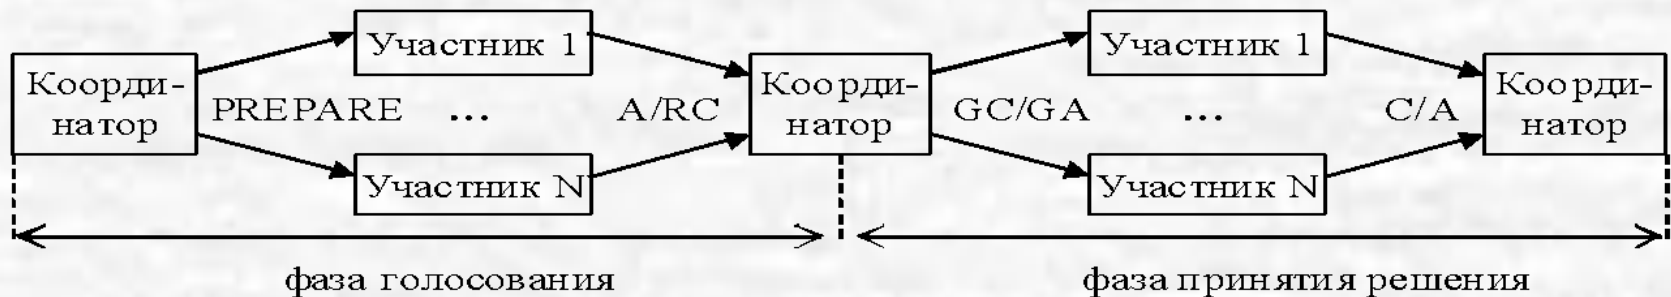 Участник 1
Коорди-
натор
PREPARE
...
A/RC
Участник N
Коорди-
натор
Участник 1
GC/GA
...
C/A
Участник N
Коорди-
натор
фаза голосования
фаза принятия решения